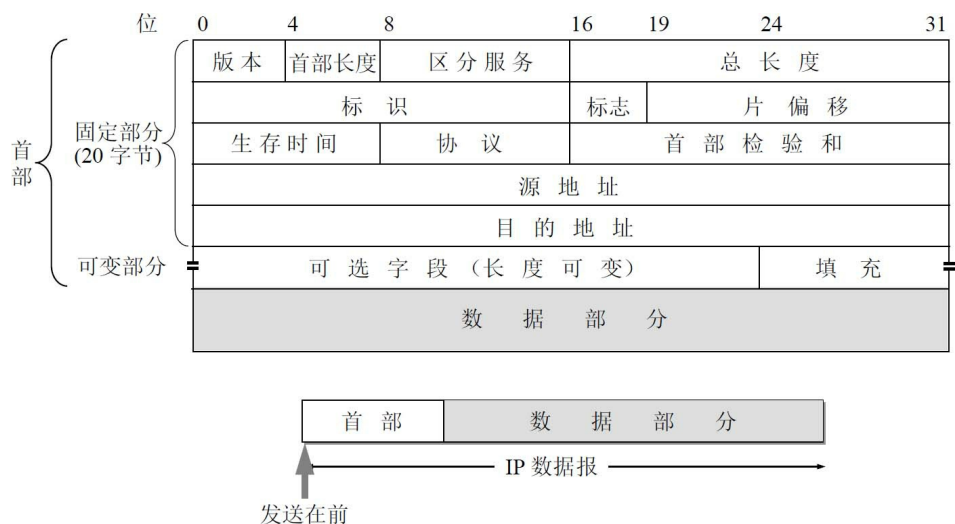 位 0 4 8 16 19 24 31
版本 首部长度 区分服务 总长度
标识 标志 片偏移
固定部分
(20 字节)
生存时间 协议 首部检验和
首部
源地址
目的地址
可变部分 可选字段（长度可变） 填充
数据部分
首部 数据部分
IP 数据报
发送在前